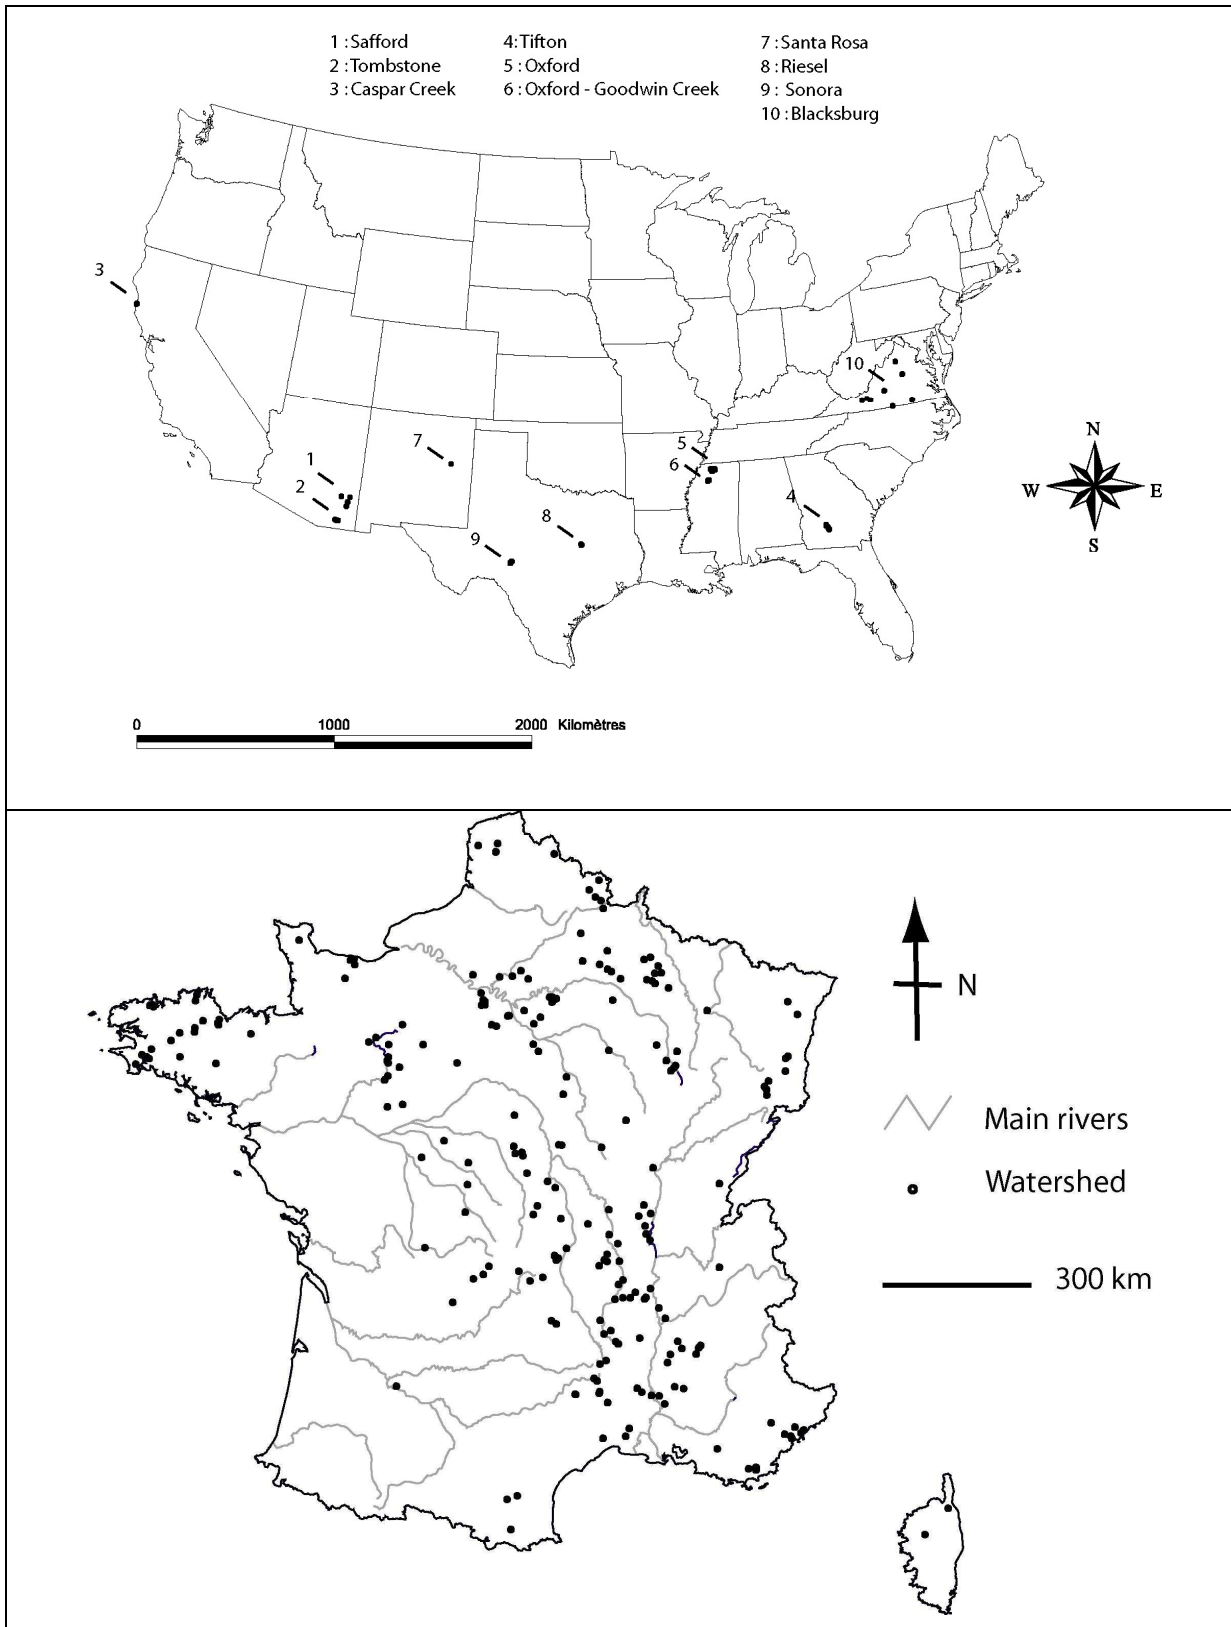 1 : Safford
2 : Tombstone
3 : Caspar Creek
4: Tifton
5 : Oxford
6 : Oxford - Goodwin Creek
7 : Santa Rosa
8 : Riesel
9 : Sonora
10 : Blacksburg
3
10
7
5
6
1
2
4
8
9
N
W E
S
0 1000 2000 Kilomètres
N
Main rivers
Watershed
300 km